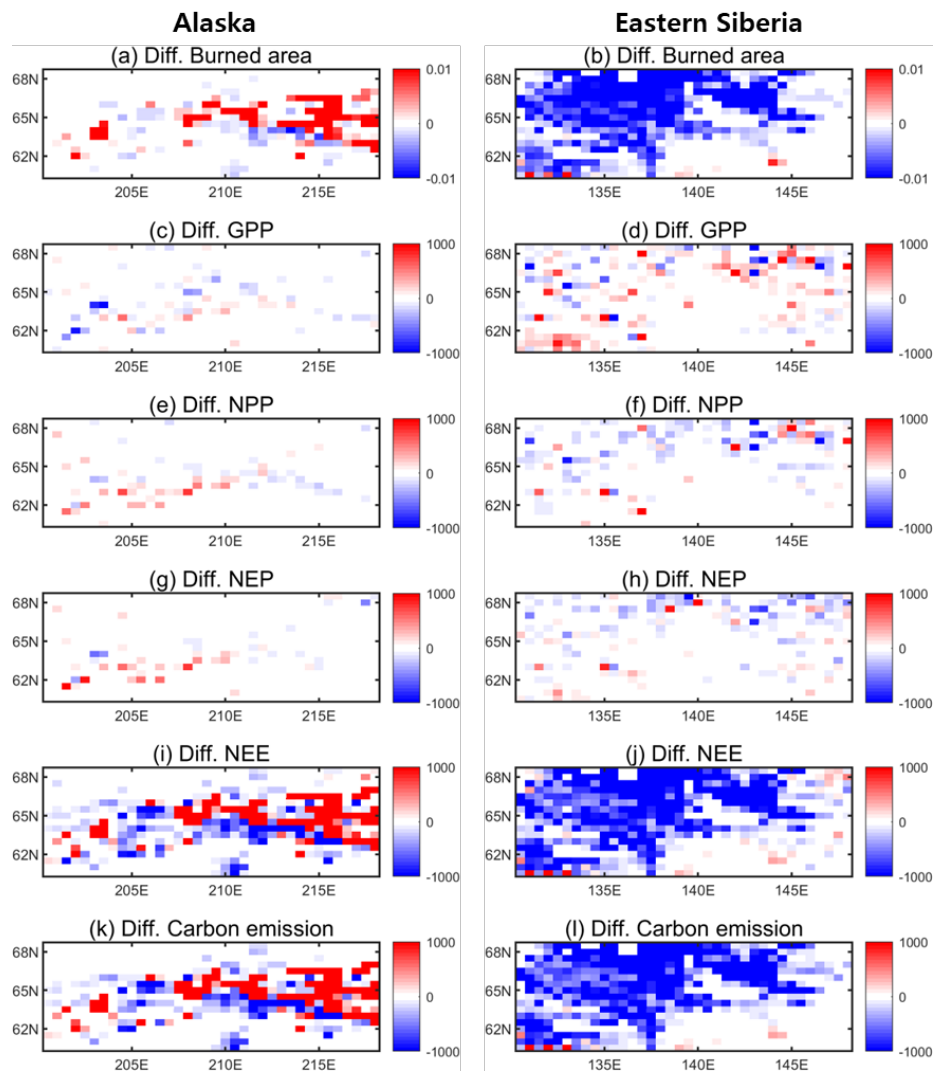 Alaska
Eastern Siberia
(a) Diff. Burned area
(b) Diff. Burned area
68N
65N
62N
205E 210E 215E
0.01
0
-0.01
68N
65N
62N
135E 140E 145E
0.01
0
-0.01
(c) Diff. GPP
(d) Diff. GPP
68N
65N
62N
205E 210E 215E
1000
0
-1000
68N
65N
62N
135E 140E 145E
1000
0
-1000
(e) Diff. NPP
(f) Diff. NPP
68N
65N
62N
205E 210E 215E
1000
0
-1000
68N
65N
62N
135E 140E 145E
1000
0
-1000
(g) Diff. NEP
(h) Diff. NEP
68N
65N
62N
205E 210E 215E
1000
0
-1000
68N
65N
62N
135E 140E 145E
1000
0
-1000
(i) Diff. NEE
(j) Diff. NEE
68N
65N
62N
205E 210E 215E
1000
0
-1000
68N
65N
62N
135E 140E 145E
1000
0
-1000
(k) Diff. Carbon emission
(l) Diff. Carbon emission
68N
65N
62N
205E 210E 215E
1000
0
-1000
68N
65N
62N
135E 140E 145E
1000
0
-1000